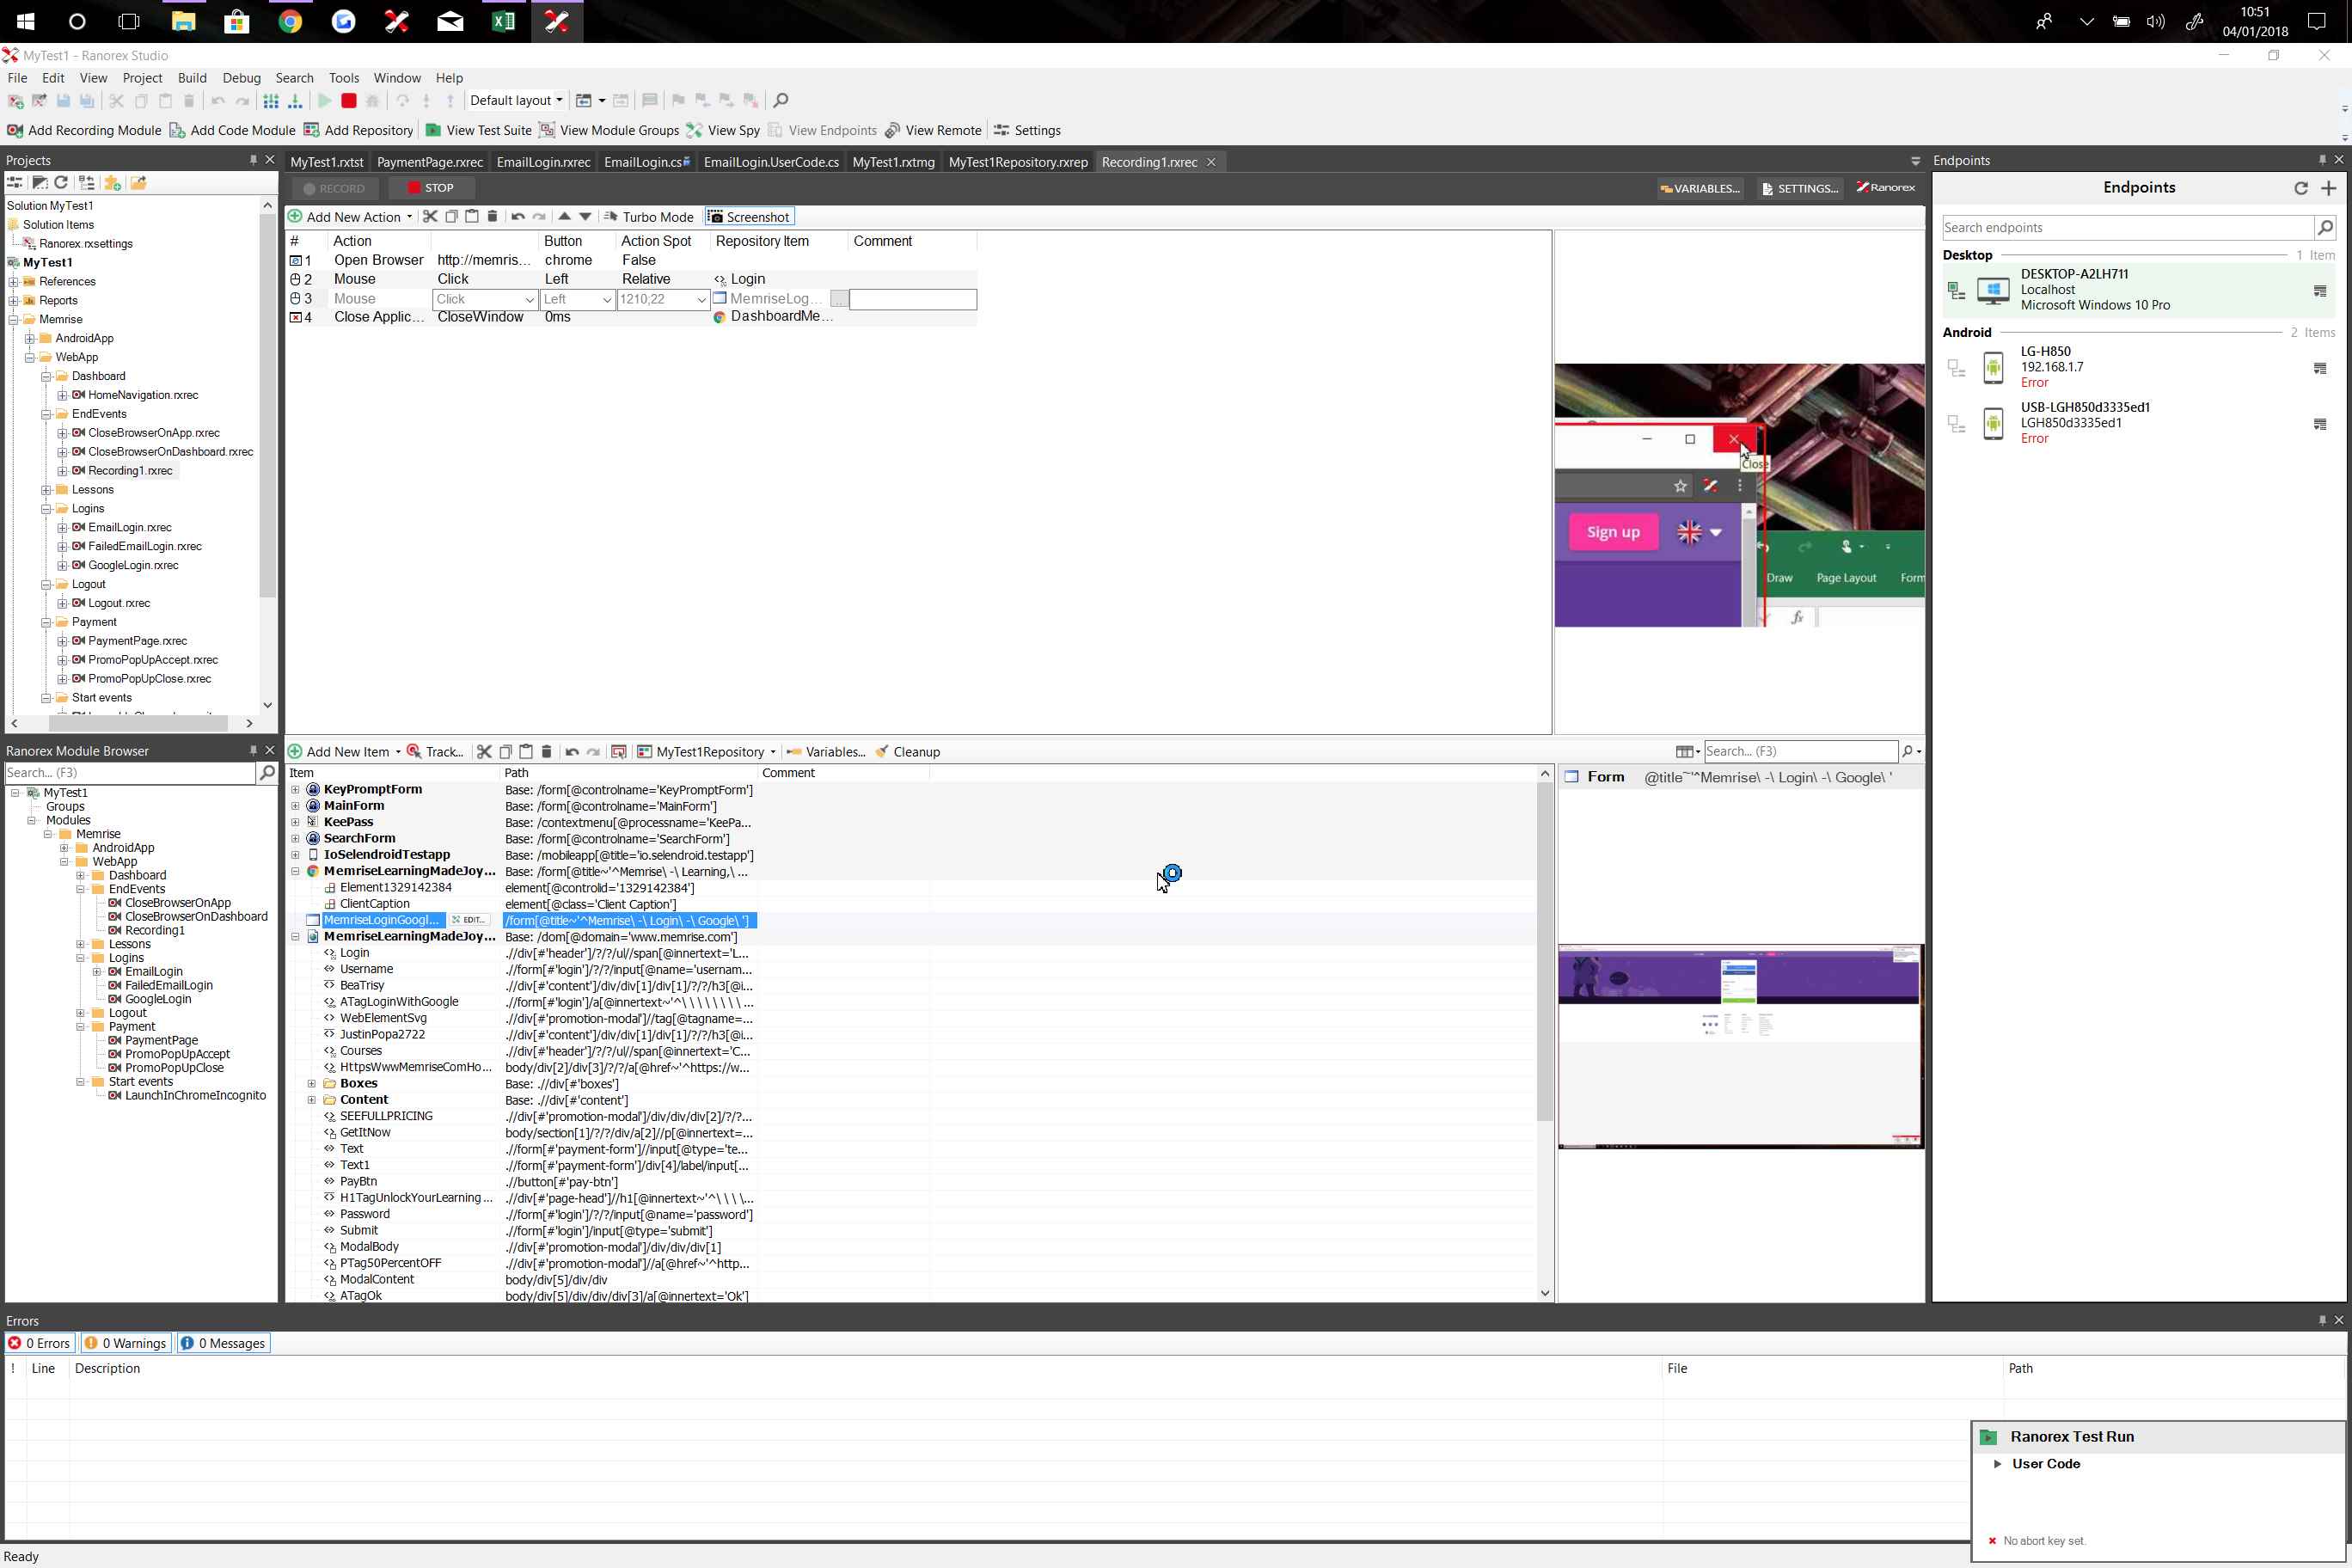 10:51
04/01/2018
MyTest1 - Ranorex Studio
File Edit View Project Build Debug Search Tools Window Help
Default layout
Add Recording Module Add Code Module Add Repository View Test Suite View Module Groups View Spy View Endpoints View Remote Settings
Projects
Solution MyTest1
Solution Items
Ranorex.rxsettings
MyTest1
References
Reports
Memrise
AndroidApp
WebApp
Dashboard
HomeNavigation.rxrec
EndEvents
CloseBrowserOnApp.rxrec
CloseBrowserOnDashboard.rxrec
Recording1.rxrec
Lessons
Logins
EmailLogin.rxrec
FailedEmailLogin.rxrec
GoogleLogin.rxrec
Logout
Logout.rxrec
Payment
PaymentPage.rxrec
PromoPopUpAccept.rxrec
PromoPopUpClose.rxrec
Start events
MyTest1.rxtst PaymentPage.rxrec EmailLogin.rxrec EmailLogin.cs EmailLogin.UserCode.cs MyTest1.rxtmg MyTest1Repository.rxrep Recording1.rxrec
RECORD STOP VARIABLES... SETTINGS... Ranorex
Add New Action Turbo Mode Screenshot
# Action Button Action Spot Repository Item Comment
1 Open Browser http://memris... chrome False
2 Mouse Click Left Relative Login
3 Mouse Click Left 1210;22 MemriseLog... ...
4 Close Applic... CloseWindow 0ms DashboardMe...
Close
Sign up
Draw Page Layout Form
fx
Endpoints
Endpoints
Search endpoints
Desktop 1 Item
DESKTOP-A2LH711
Localhost
Microsoft Windows 10 Pro
Android 2 Items
LG-H850
192.168.1.7
Error
USB-LGH850d3335ed1
LGH850d3335ed1
Error
Ranorex Module Browser
Search... (F3)
MyTest1
Groups
Modules
Memrise
AndroidApp
WebApp
Dashboard
EndEvents
CloseBrowserOnApp
CloseBrowserOnDashboard
Recording1
Lessons
Logins
EmailLogin
FailedEmailLogin
GoogleLogin
Logout
Payment
PaymentPage
PromoPopUpAccept
PromoPopUpClose
Start events
LaunchInChromeIncognito
Add New Item Track... MyTest1Repository Variables... Cleanup Search... (F3)
Item Path Comment
KeyPromptForm Base: /form[@controlname='KeyPromptForm']
MainForm Base: /form[@controlname='MainForm']
KeePass Base: /contextmenu[@processname='KeePa...
SearchForm Base: /form[@controlname='SearchForm']
IoSelendroidTestapp Base: /mobileapp[@title='io.selendroid.testapp']
MemriseLearningMadeJoy... Base: /form[@title~'^Memrise\ -\ Learning,\ ...
Element1329142384 element[@controlid='1329142384']
ClientCaption element[@class='Client Caption']
MemriseLoginGoogl... EDIT... /form[@title~'^Memrise\ -\ Login\ -\ Google\ ']
MemriseLearningMadeJoy... Base: /dom[@domain='www.memrise.com']
Login .//div[#'header']/?/?/ul//span[@innertext='L...
Username .//form[#'login']/?/?/input[@name='usernam...
BeaTrisy .//div[#'content']/div/div[1]/div[1]/?/?/h3[@i...
ATagLoginWithGoogle .//form[#'login']/a[@innertext~'^\ \ \ \ \ \ \ \ ...
WebElementSvg .//div[#'promotion-modal']//tag[@tagname=...
JustinPopa2722 .//div[#'content']/div/div[1]/div[1]/?/?/h3[@i...
Courses .//div[#'header']/?/?/ul//span[@innertext='C...
HttpsWwwMemriseComHo... body/div[2]/div[3]/?/?/a[@href~'^https://w...
Boxes Base: .//div[#'boxes']
Content Base: .//div[#'content']
SEEFULLPRICING .//div[#'promotion-modal']/div/div/div[2]/?/?...
GetItNow body/section[1]/?/?/div/a[2]//p[@innertext=...
Text .//form[#'payment-form']//input[@type='te...
Text1 .//form[#'payment-form']/div[4]/label/input[...
PayBtn .//button[#'pay-btn']
H1TagUnlockYourLearning... .//div[#'page-head']//h1[@innertext~'^\ \ \ \...
Password .//form[#'login']/?/?/input[@name='password']
Submit .//form[#'login']/input[@type='submit']
ModalBody .//div[#'promotion-modal']/div/div/div[1]
PTag50PercentOFF .//div[#'promotion-modal']//a[@href~'^http...
ModalContent body/div[5]/div/div
ATagOk body/div[5]/div/div/div[3]/a[@innertext='Ok']
Form @title~'^Memrise\ -\ Login\ -\ Google\ '
Errors
0 Errors 0 Warnings 0 Messages
! Line Description File Path
Ranorex Test Run
User Code
No abort key set.
Ready